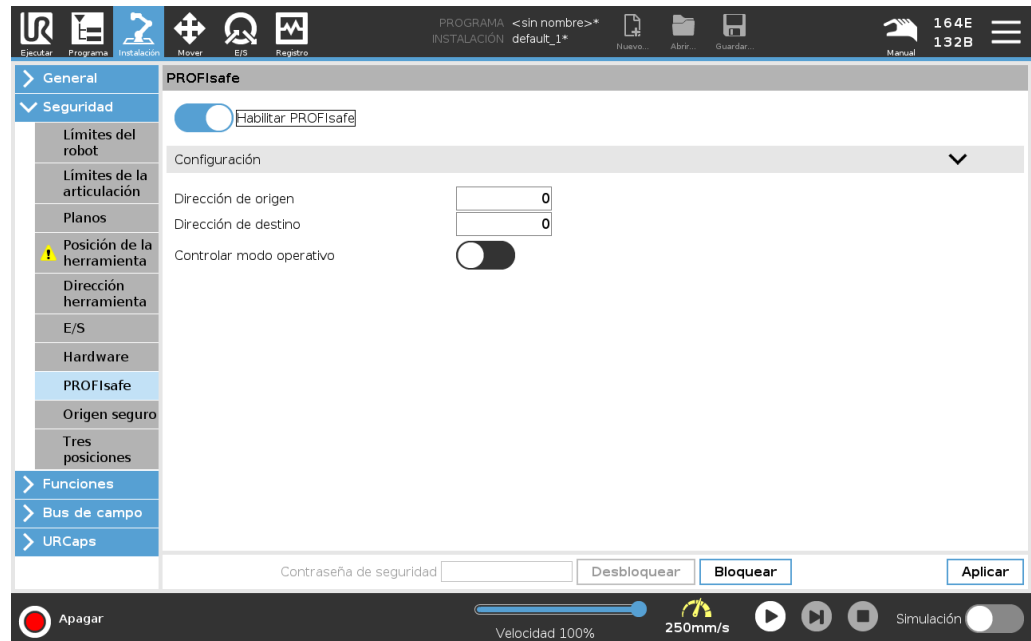 PROGRAMA <sin nombre>*
INSTALACIÓN default_1*
Ejecutar
Programa
Instalación
Mover
E/S
Registro
Nuevo...
Abrir...
Guardar...
Manual
164E
132B
General
Seguridad
Límites del
robot
Límites de la
articulación
Planos
Posición de la
herramienta
Dirección
herramienta
E/S
Hardware
PROFIsafe
Origen seguro
Tres
posiciones
Funciones
Bus de campo
URCaps
PROFIsafe
Habilitar PROFIsafe
Configuración
Dirección de origen 0
Dirección de destino 0
Controlar modo operativo
Contraseña de seguridad Desbloquear Bloquear Aplicar
Apagar
Velocidad 100%
250mm/s
Simulación